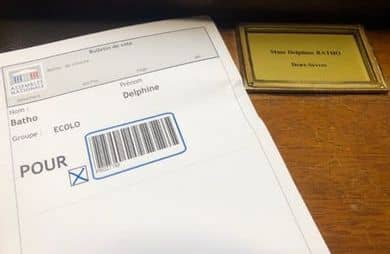 Bulletin de vote
ASSEMBLÉE
NATIONALE
Nom :
Prénom
Batho
Delphine
Groupe : ECOLO
POUR
Mme Delphine BATHO
Deux-Sèvres